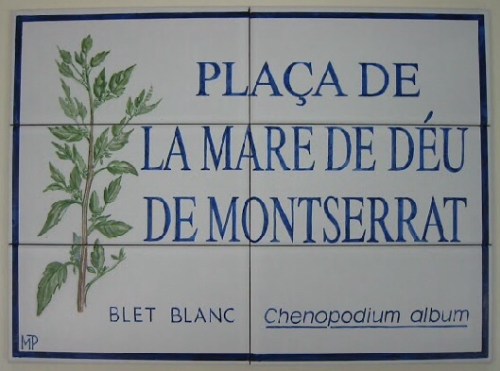 PLAÇA DE
LA MARE DE DÉU
DE MONTSERRAT
BLET BLANC Chenopodium album
MP